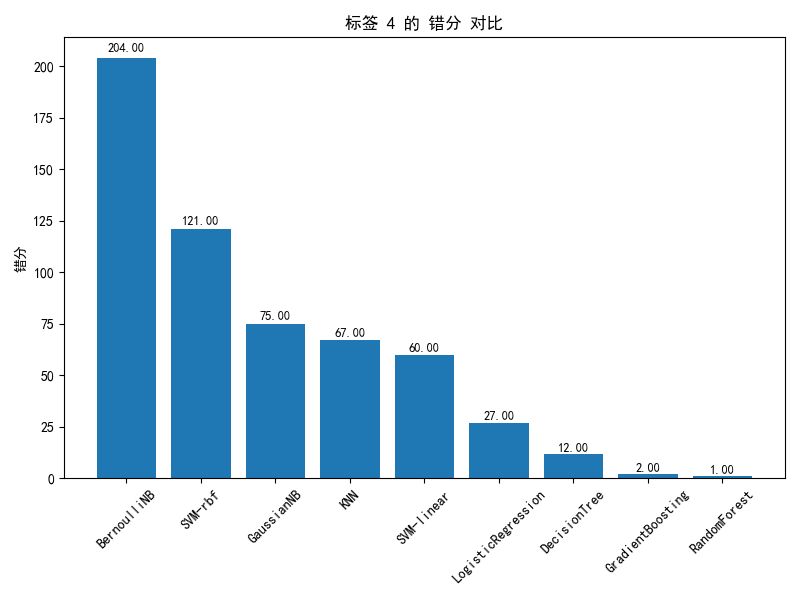 标签 4 的 错分 对比
错分
200
175
150
125
100
75
50
25
0
204.00
121.00
75.00
67.00
60.00
27.00
12.00
2.00
1.00
BernoulliNB
SVM-rbf
GaussianNB
KNN
SVM-linear
LogisticRegression
DecisionTree
GradientBoosting
RandomForest